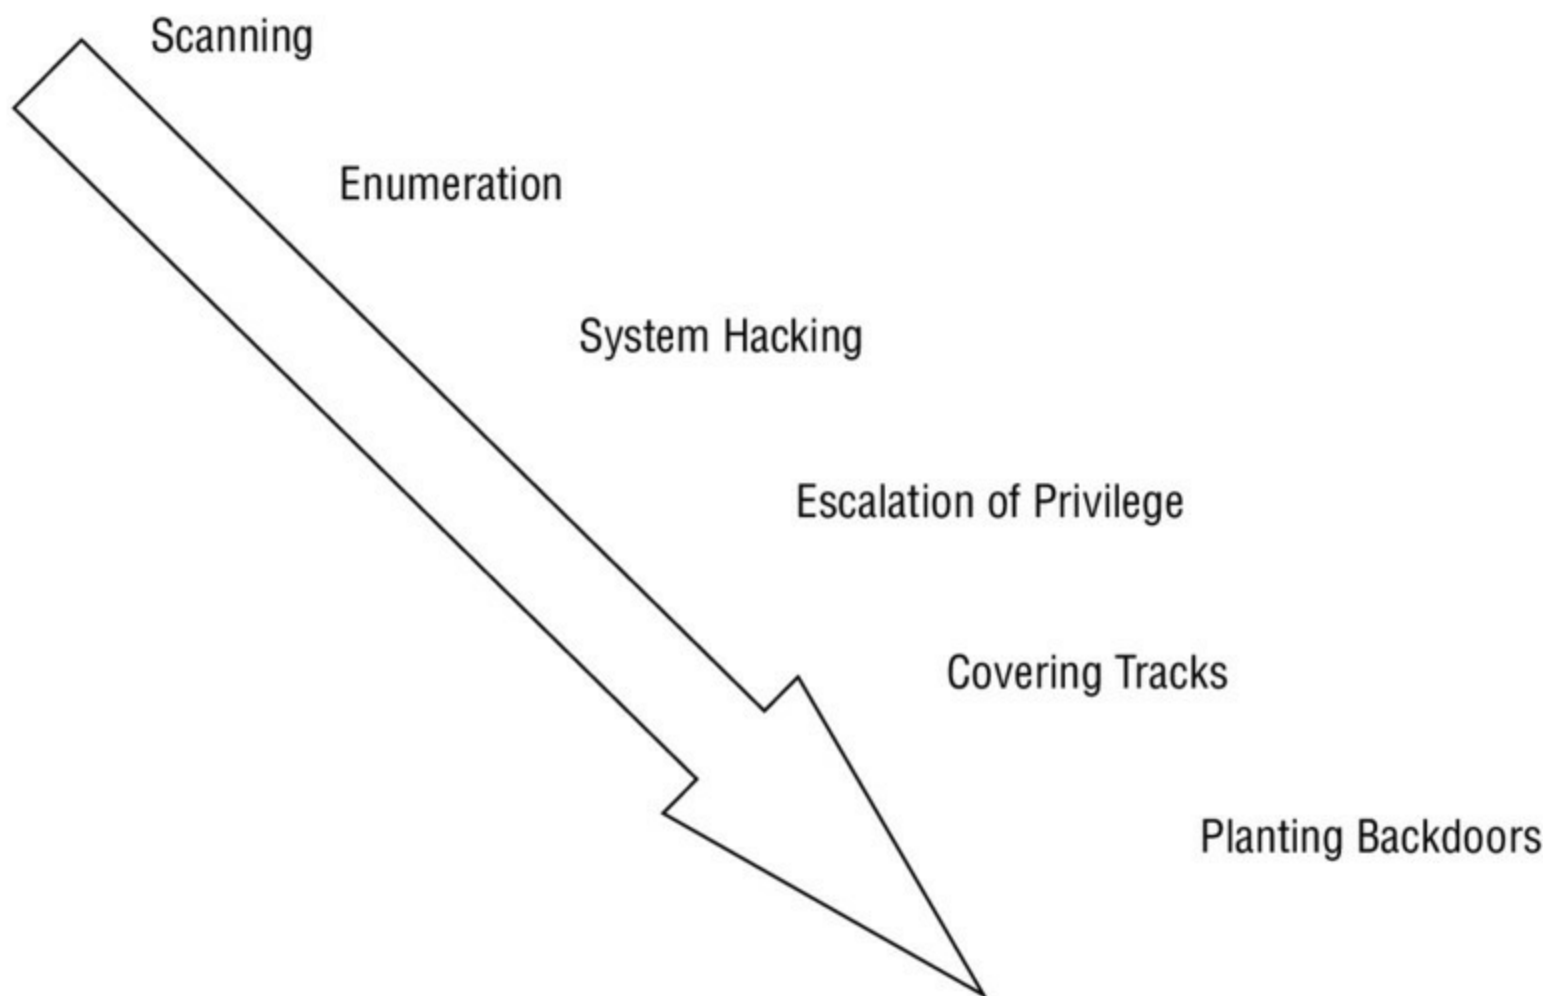 Scanning
Enumeration
System Hacking
Escalation of Privilege
Covering Tracks
Planting Backdoors